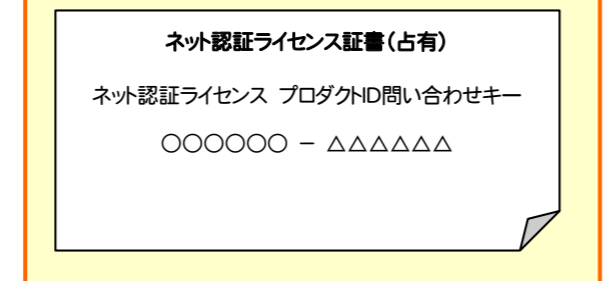 ネット認証ライセンス証書（占有）
ネット認証ライセンス プロダクトID問い合わせキー
○○○○○○ － △△△△△△